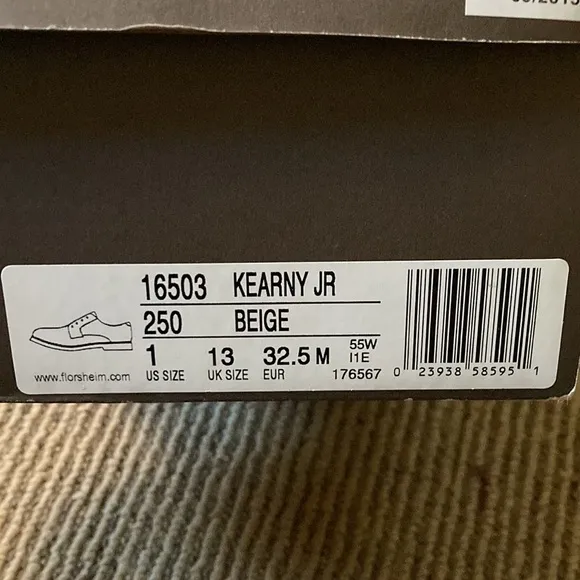 16503 KEARNY JR
250 BEIGE
1 13 32.5 M 55W
I1E
US SIZE UK SIZE EUR 176567
www.florsheim.com
0 23938 58595 1